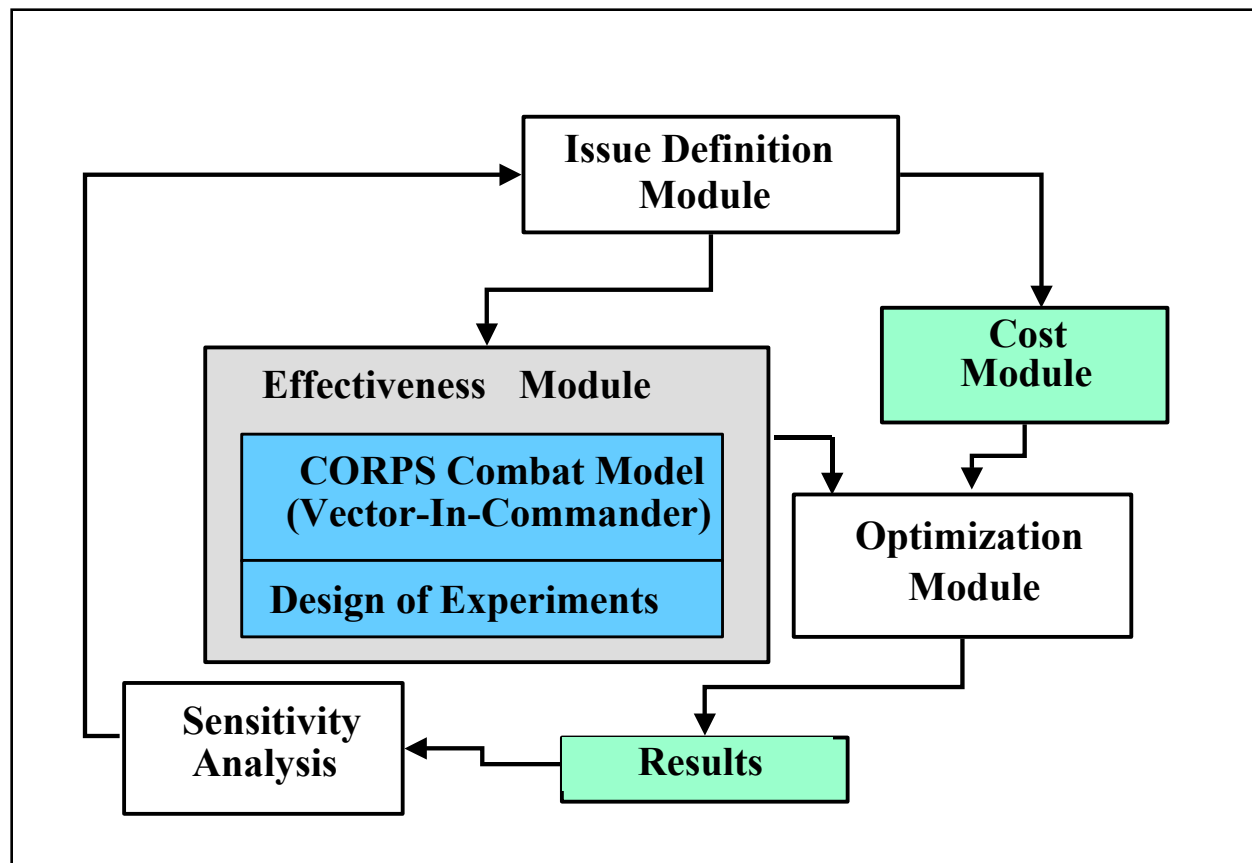 Issue Definition
Module
Cost
Module
Effectiveness Module
CORPS Combat Model
(Vector-In-Commander)
Design of Experiments
Optimization
Module
Sensitivity
Analysis
Results